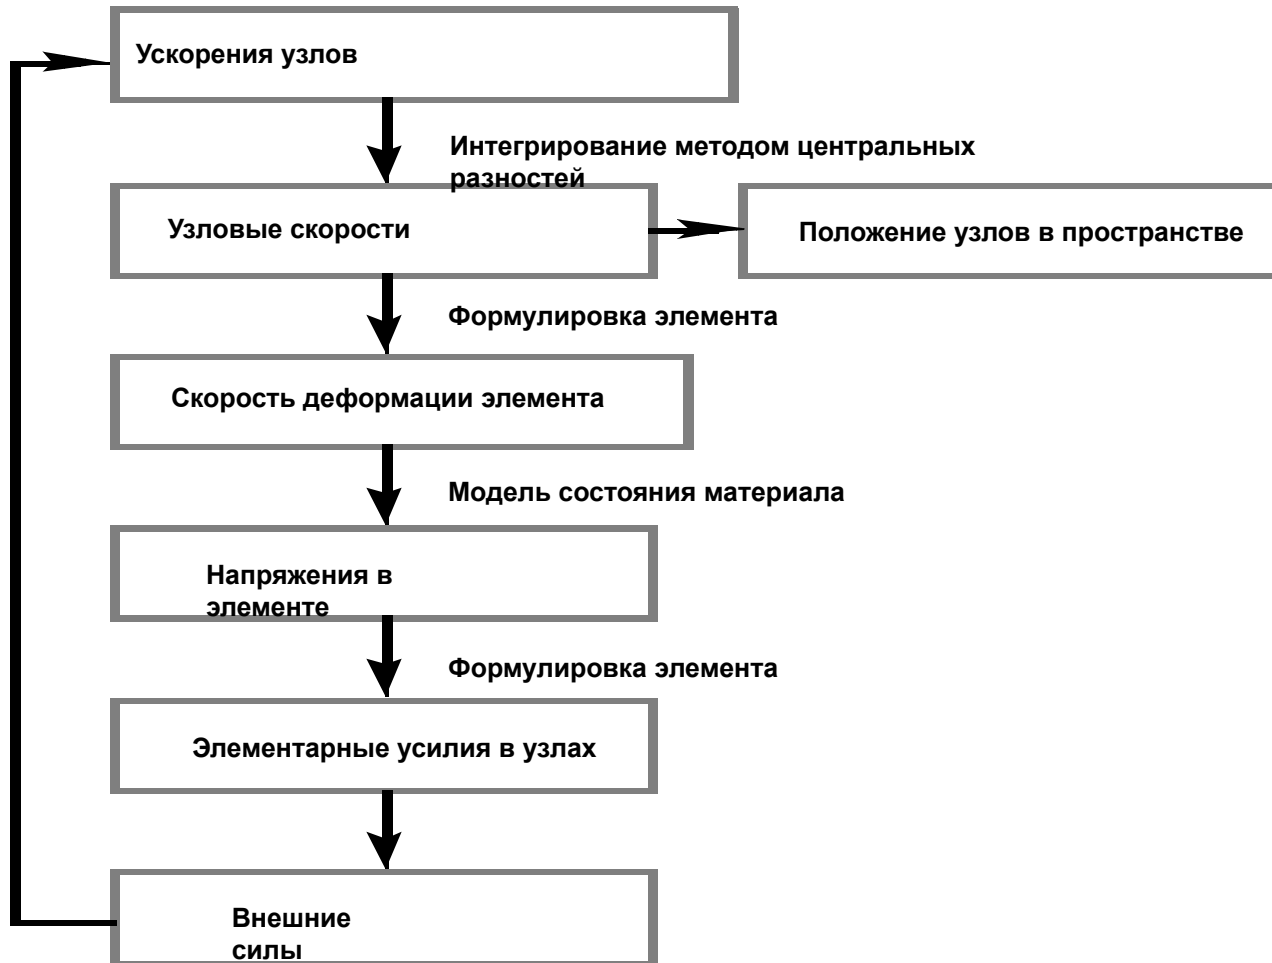 Ускорения узлов
Интегрирование методом центральных
разностей
Узловые скорости
Положение узлов в пространстве
Формулировка элемента
Скорость деформации элемента
Модель состояния материала
Напряжения в
элементе
Формулировка элемента
Элементарные усилия в узлах
Внешние
силы